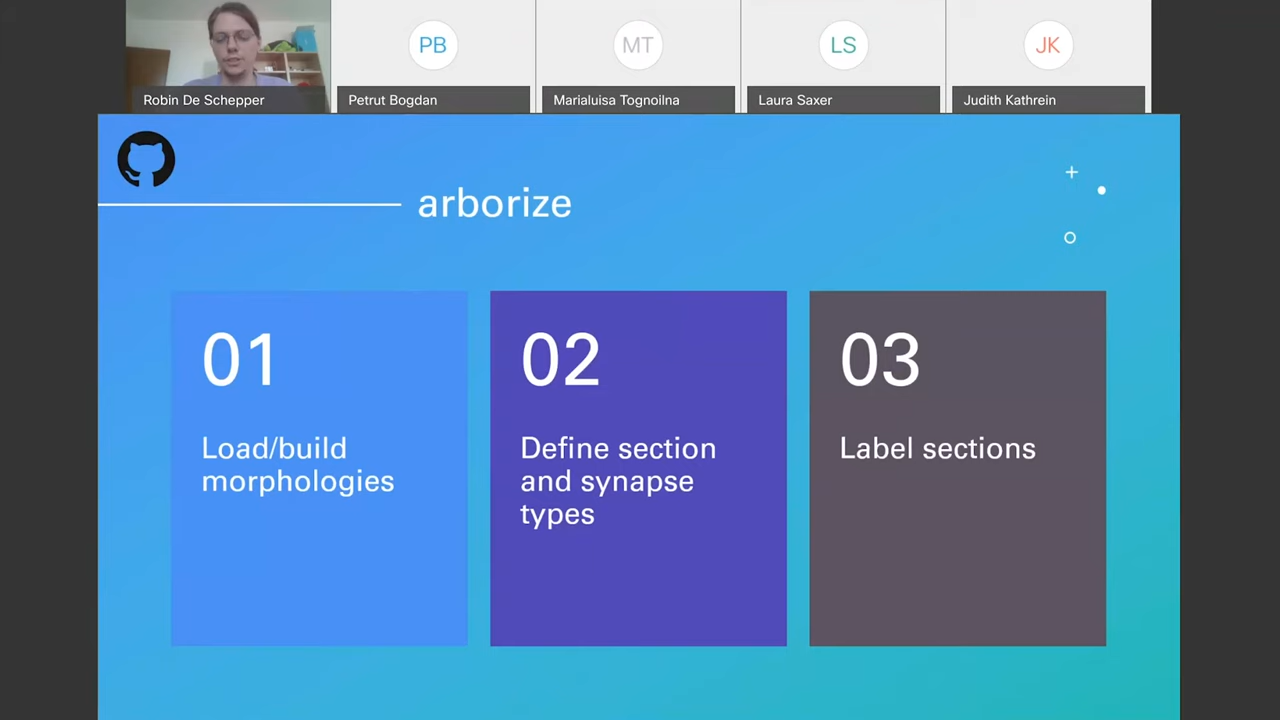 PB
MT
LS
JK
Robin De Schepper
Petrut Bogdan
Marialuisa Tognoilna
Laura Saxer
Judith Kathrein
arborize
01
Load/build
morphologies
02
Define section
and synapse
types
03
Label sections